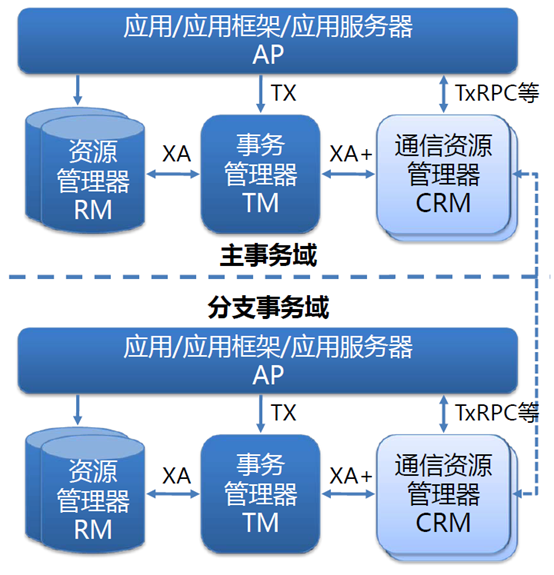 应用/应用框架/应用服务器
AP
TX
TxRPC等
资源
管理器
RM
XA
事务
管理器
TM
XA+
通信资源
管理器
CRM
主事务域
分支事务域
应用/应用框架/应用服务器
AP
TX
TxRPC等
资源
管理器
RM
XA
事务
管理器
TM
XA+
通信资源
管理器
CRM